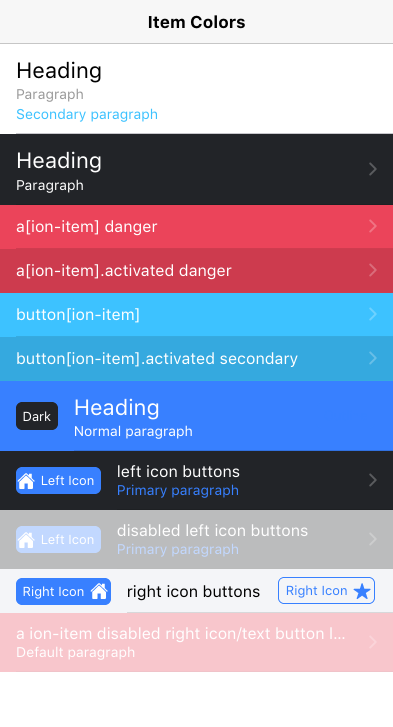 Item Colors
Heading
Paragraph
Secondary paragraph
Heading
Paragraph
a[ion-item] danger
a[ion-item].activated danger
button[ion-item]
button[ion-item].activated secondary
Dark
Heading
Normal paragraph
Left Icon
left icon buttons
Primary paragraph
Left Icon
disabled left icon buttons
Primary paragraph
Right Icon
right icon buttons
Right Icon
a ion-item disabled right icon/text button l...
Default paragraph